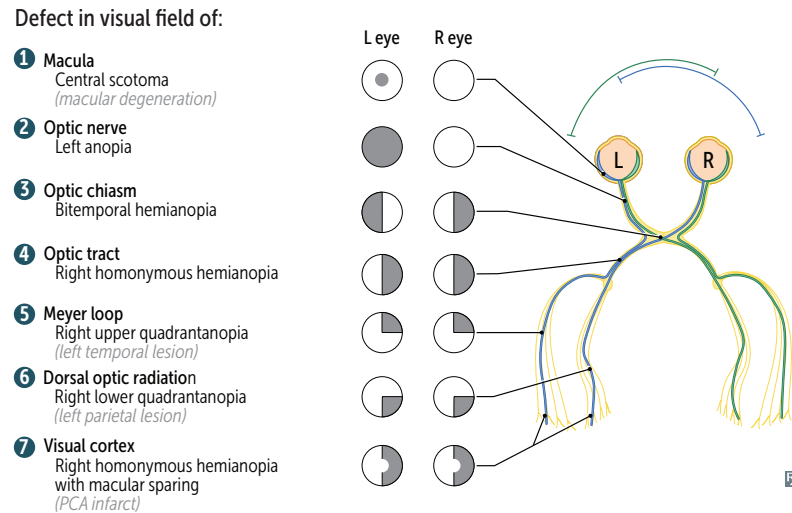 Defect in visual field of:
L eye R eye
1 Macula
Central scotoma
(macular degeneration)
2 Optic nerve
Left anopia
3 Optic chiasm
Bitemporal hemianopia
4 Optic tract
Right homonymous hemianopia
5 Meyer loop
Right upper quadrantanopia
(left temporal lesion)
6 Dorsal optic radiation
Right lower quadrantanopia
(left parietal lesion)
7 Visual cortex
Right homonymous hemianopia
with macular sparing
(PCA infarct)
L R